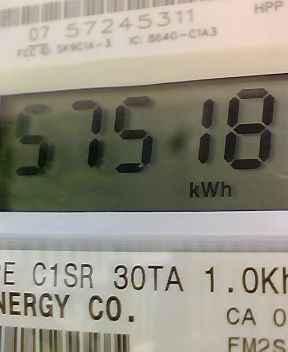 07 57245311
HPP
FCC ID: SK9C1A-3 IC: 864G-C1A3
57518
kWh
PE C1SR 30TA 1.0Kh
NERGY CO.
CA 0
FM2S